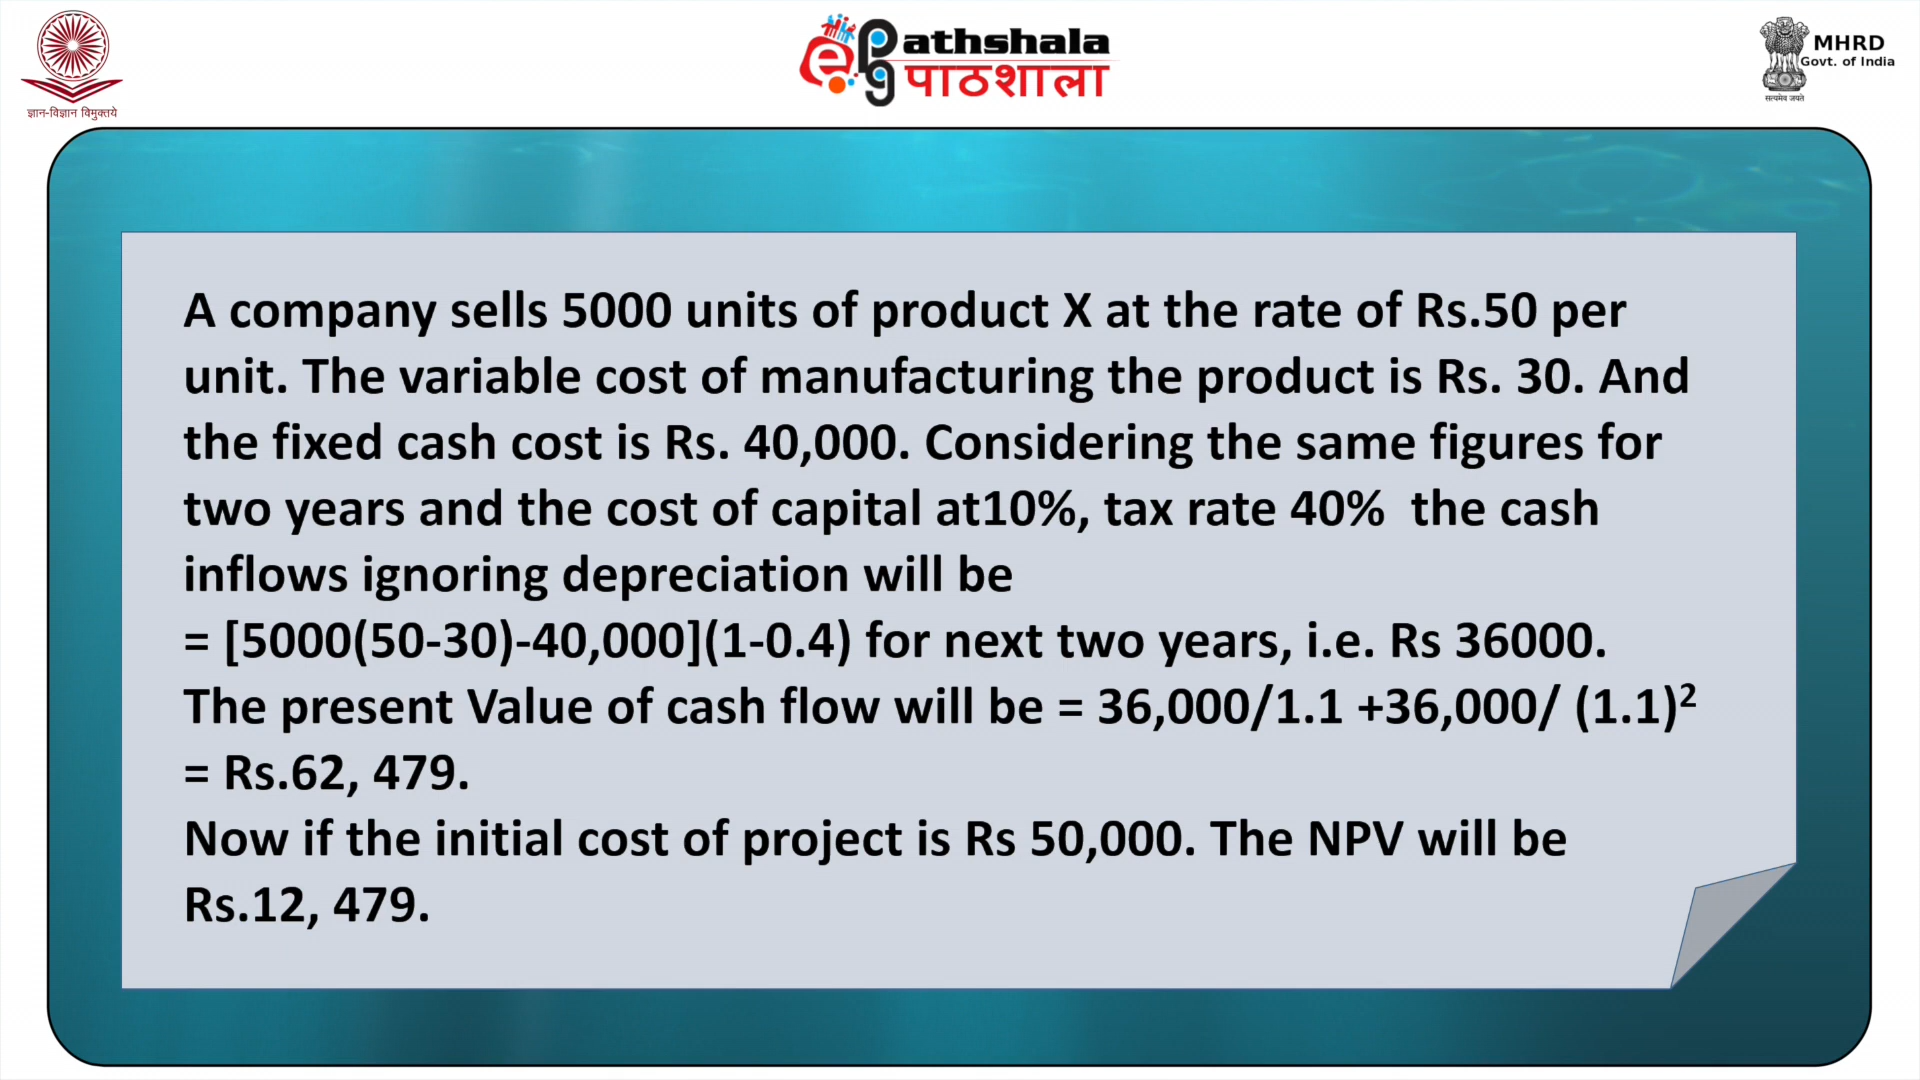 ज्ञान-विज्ञान विमुक्तये
e pg athshala
पाठशाला
MHRD
Govt. of India
सत्यमेव जयते
A company sells 5000 units of product X at the rate of Rs.50 per
unit. The variable cost of manufacturing the product is Rs. 30. And
the fixed cash cost is Rs. 40,000. Considering the same figures for
two years and the cost of capital at10%, tax rate 40%  the cash
inflows ignoring depreciation will be
= [5000(50-30)-40,000](1-0.4) for next two years, i.e. Rs 36000.
The present Value of cash flow will be = 36,000/1.1 +36,000/ (1.1)²
= Rs.62, 479.
Now if the initial cost of project is Rs 50,000. The NPV will be
Rs.12, 479.